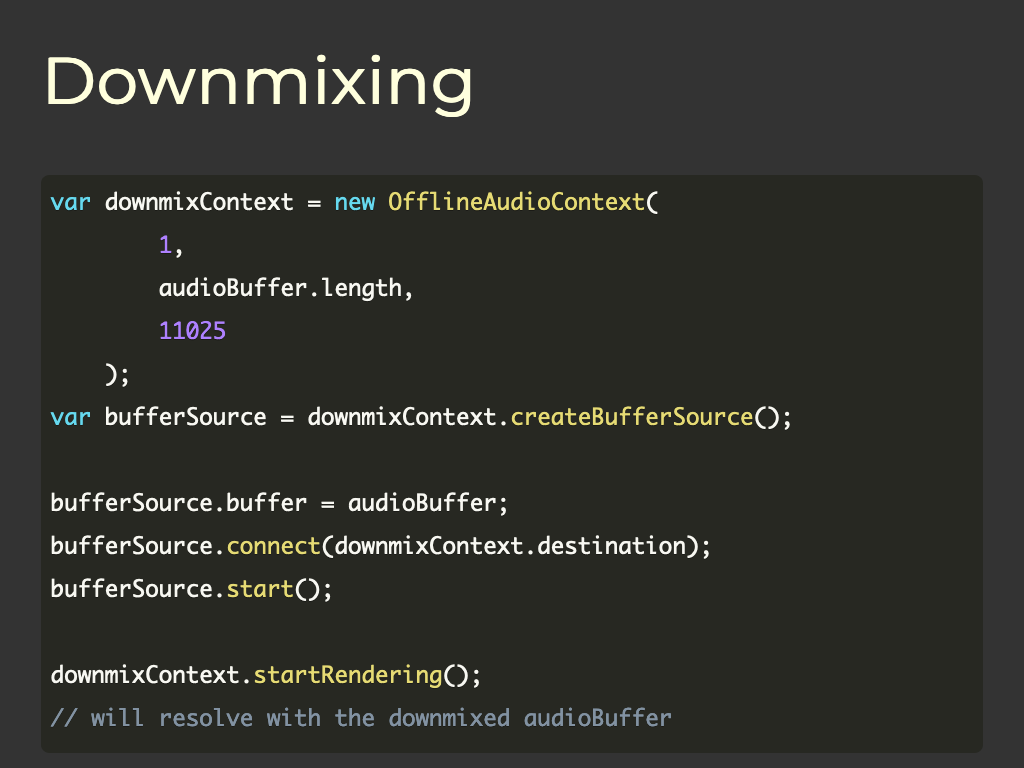 Downmixing
var downmixContext = new OfflineAudioContext(
        1,
        audioBuffer.length,
        11025
    );
var bufferSource = downmixContext.createBufferSource();

bufferSource.buffer = audioBuffer;
bufferSource.connect(downmixContext.destination);
bufferSource.start();

downmixContext.startRendering();
// will resolve with the downmixed audioBuffer